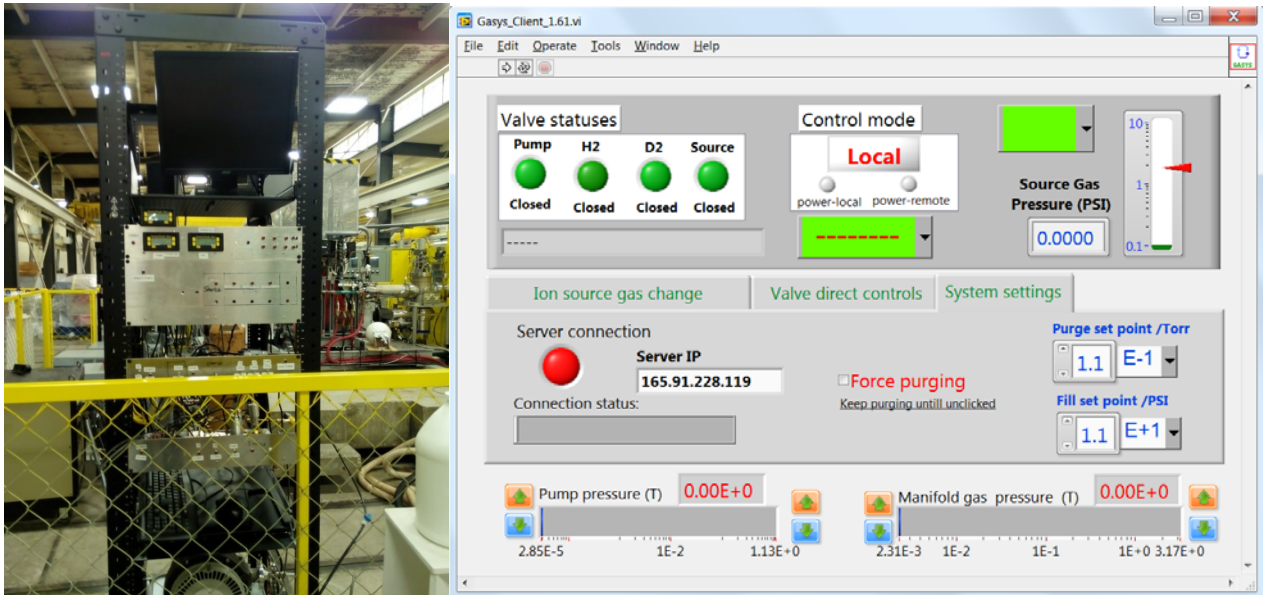 Gasys_Client_1.61.vi
File Edit Operate Tools Window Help
GASYS
Valve statuses
Pump H2 D2 Source
Closed Closed Closed Closed
-----
Control mode
Local
power-local power-remote
--------
Source Gas
Pressure (PSI)
0.0000
10
1
0.1
Ion source gas change
Valve direct controls
System settings
Server connection
Server IP
165.91.228.119
Connection status:
Force purging
Keep purging untill unclicked
Purge set point /Torr
1.1 E-1
Fill set point /PSI
1.1 E+1
Pump pressure (T) 0.00E+0
2.85E-5 1E-2 1.13E+0
Manifold gas pressure (T) 0.00E+0
2.31E-3 1E-2 1E-1 1E+0 3.17E+0